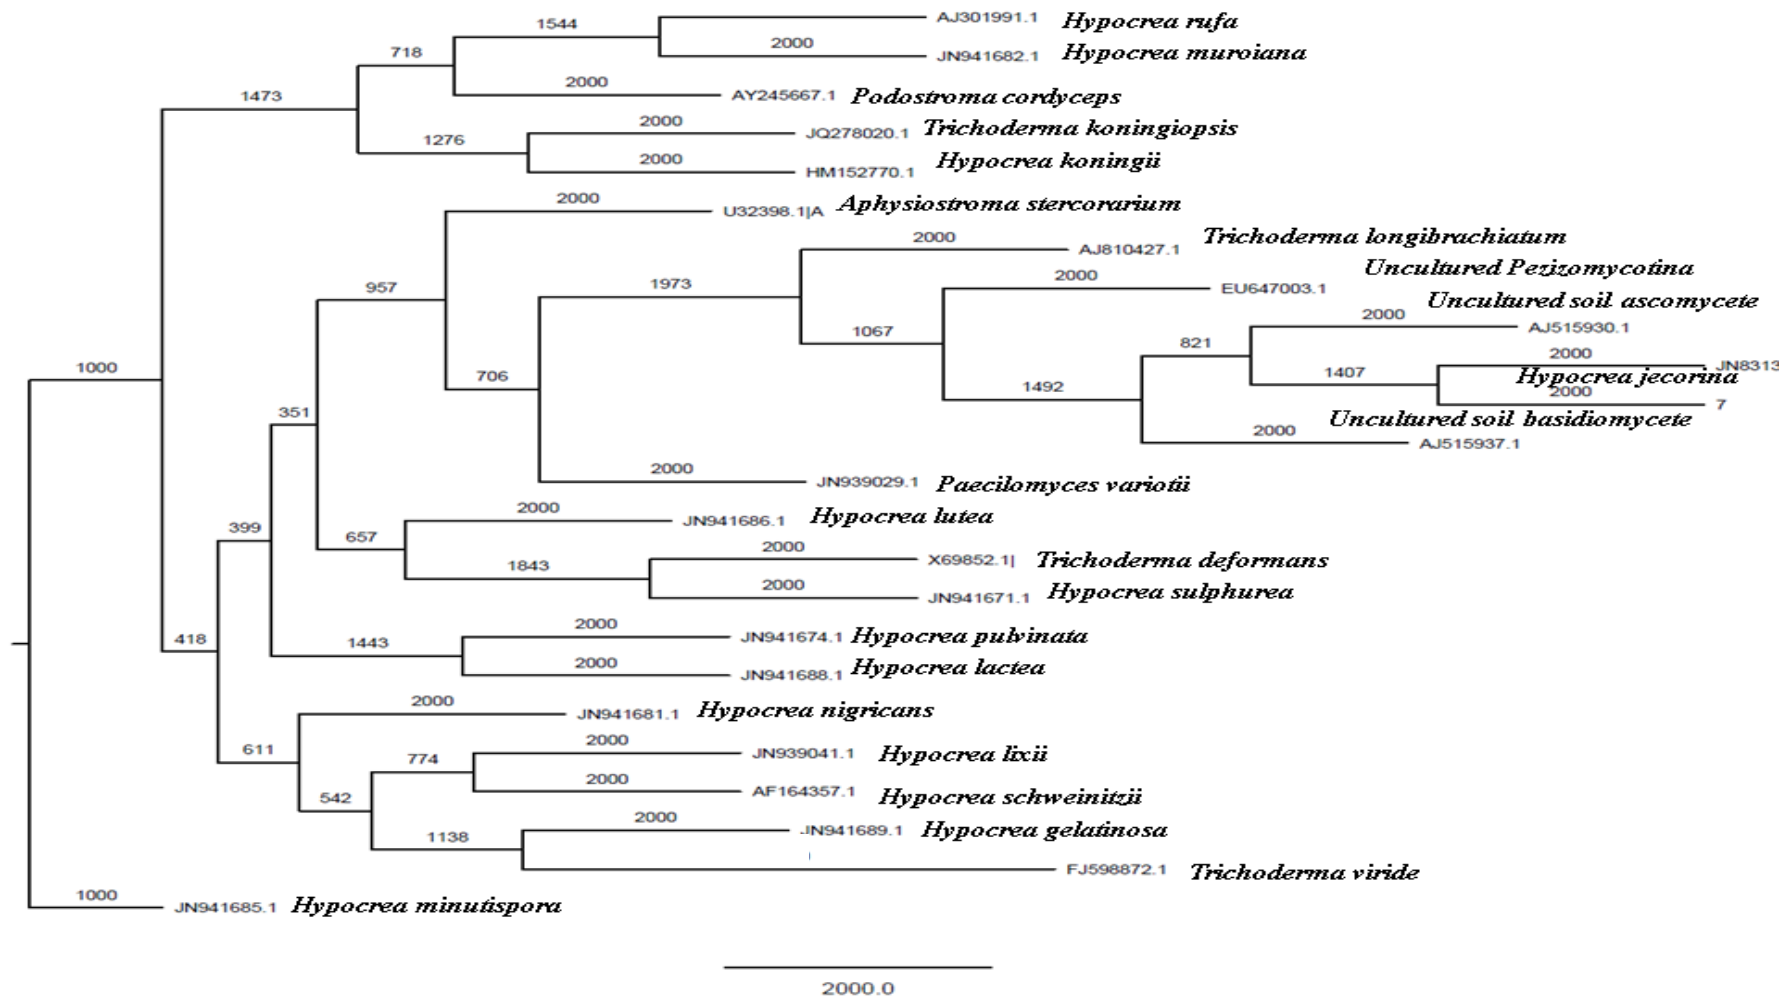 1544
AJ301991.1 Hypocrea rufa
718
2000
JN941682.1 Hypocrea muroiana
1473
2000
AY245667.1 Podostroma cordyceps
2000
JQ278020.1 Trichoderma koningiopsis
1276
2000
HM152770.1 Hypocrea koningii
2000
U32398.1|A Aphysiostroma stercorarium
2000
AJ810427.1 Trichoderma longibrachiatum
957
1973
2000
EU647003.1 Uncultured Pezizomycotina
1067
2000
AJ515930.1 Uncultured soil ascomycete
821
2000
JN8313
1000
706
1492
1407
Hypocrea jecorina
2000
7
351
Uncultured soil basidiomycete
2000
AJ515937.1
2000
JN939029.1 Paecilomyces variotii
399
2000
JN941686.1 Hypocrea lutea
657
2000
X69852.1| Trichoderma deformans
1843
2000
JN941671.1 Hypocrea sulphurea
418
2000
JN941674.1 Hypocrea pulvinata
1443
2000
JN941688.1 Hypocrea lactea
2000
JN941681.1 Hypocrea nigricans
611
2000
JN939041.1 Hypocrea lixii
774
2000
AF164357.1 Hypocrea schweinitzii
542
2000
JN941689.1 Hypocrea gelatinosa
1138
FJ598872.1 Trichoderma viride
1000
JN941685.1 Hypocrea minutispora
2000.0